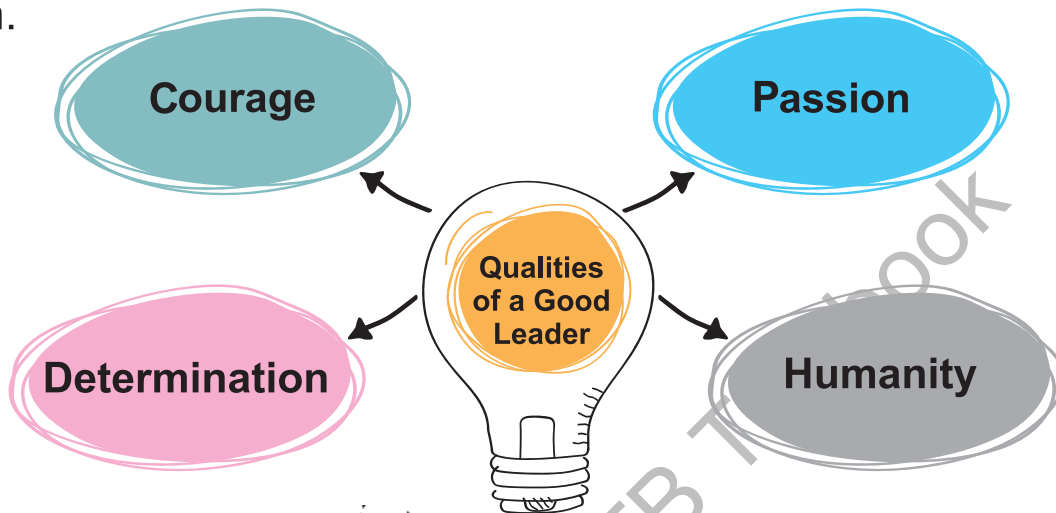 Courage
Passion
Qualities
of a Good
Leader
Determination
Humanity